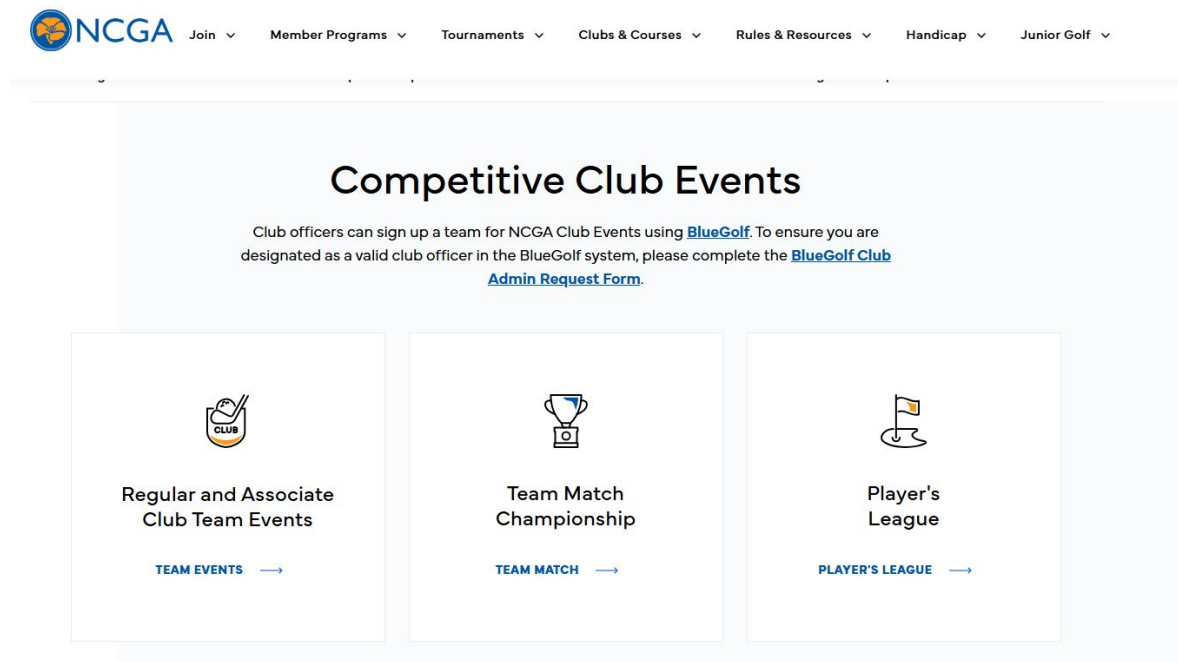 NCGA Join Member Programs Tournaments Clubs & Courses Rules & Resources Handicap Junior Golf
Competitive Club Events
Club officers can sign up a team for NCGA Club Events using BlueGolf. To ensure you are
designated as a valid club officer in the BlueGolf system, please complete the BlueGolf Club
Admin Request Form.
CLUB
Regular and Associate
Club Team Events
TEAM EVENTS
Team Match
Championship
TEAM MATCH
Player's
League
PLAYER'S LEAGUE